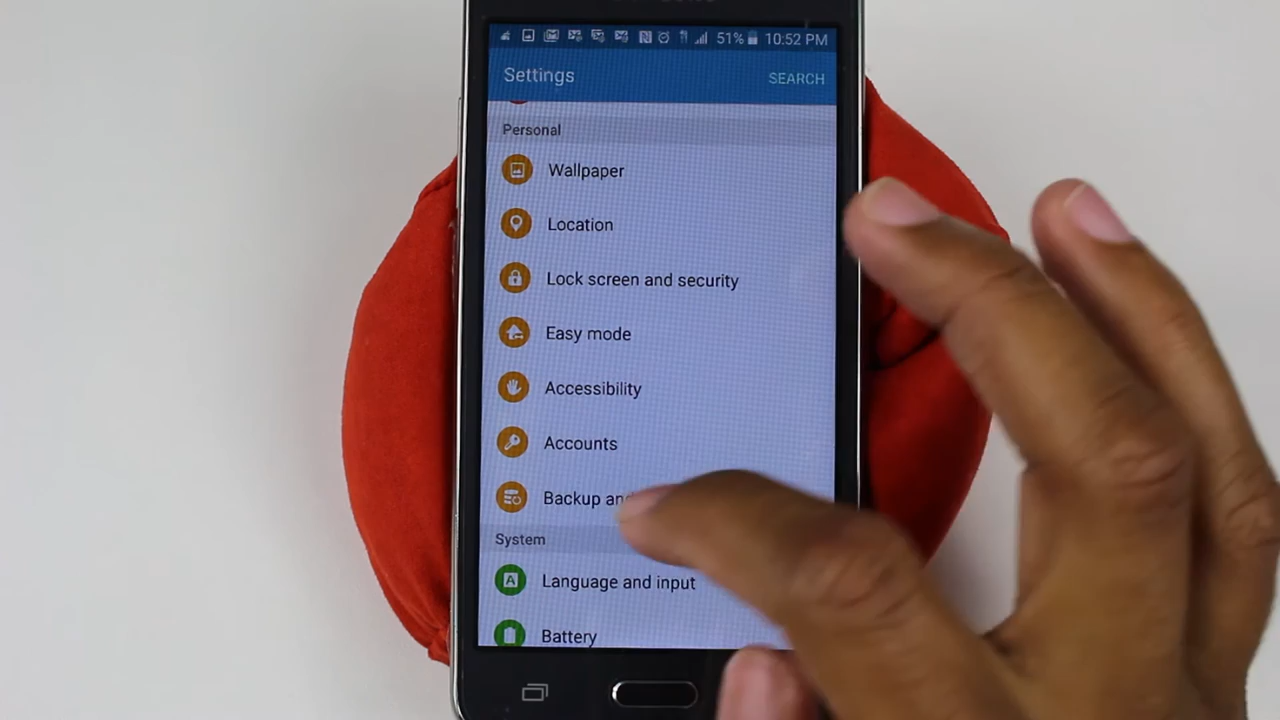 51% 10:52 PM
Settings SEARCH
Personal
Wallpaper
Location
Lock screen and security
Easy mode
Accessibility
Accounts
Backup
System
Language and input
Battery